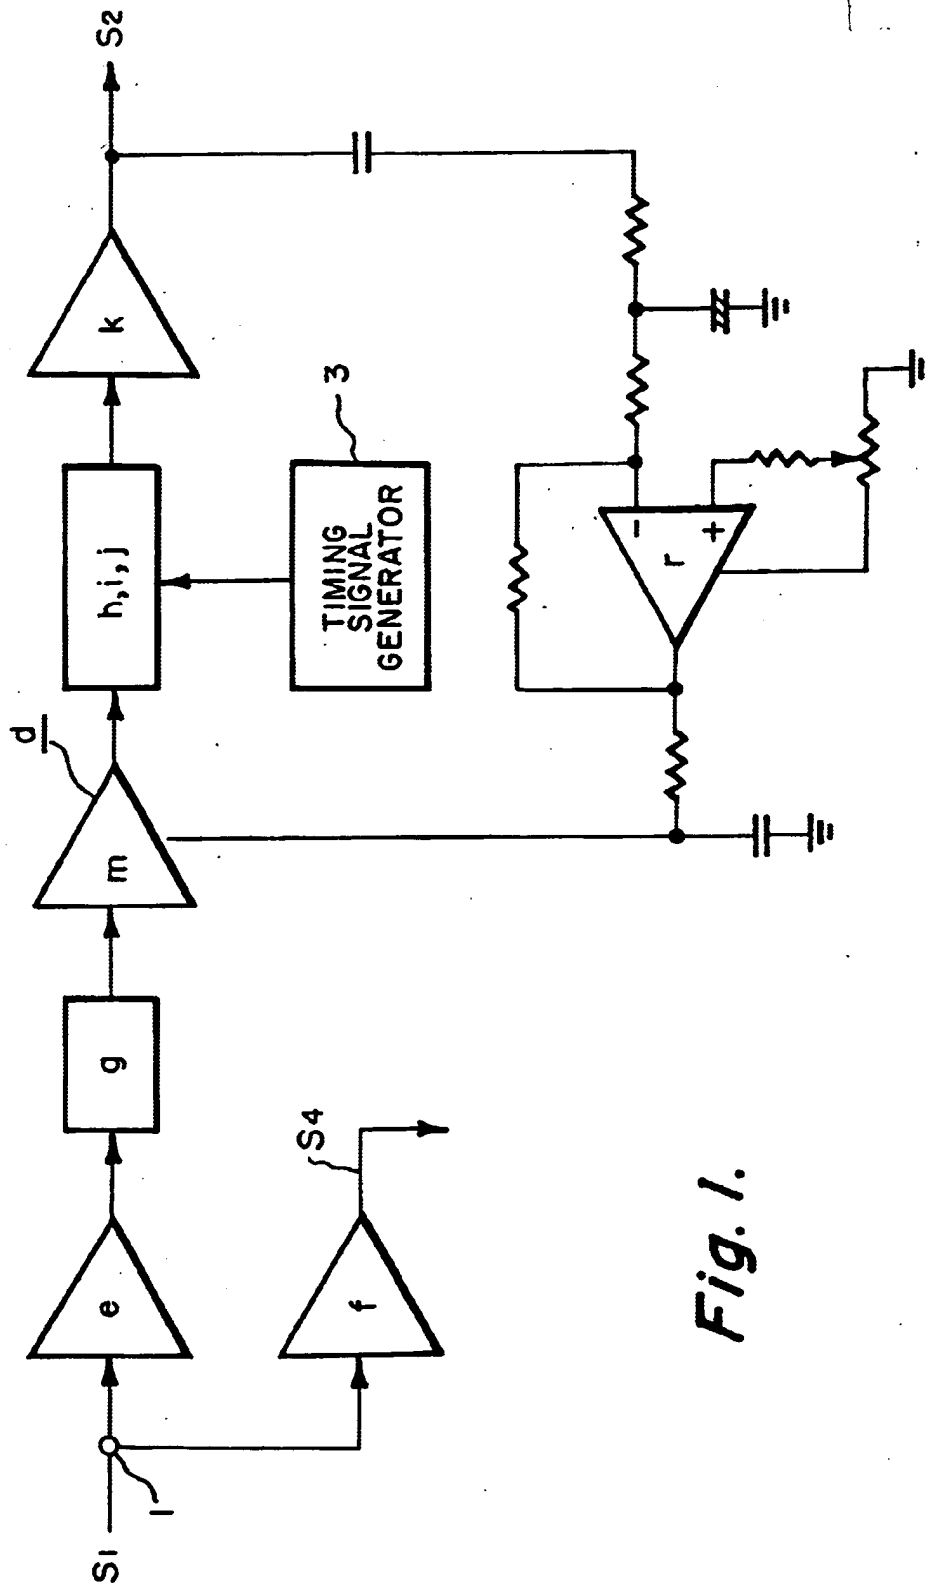 S1
1
e
f
S4
g
m
d
h, i, j
TIMING
SIGNAL
GENERATOR
3
k
S2
r
-
+
Fig. 1.